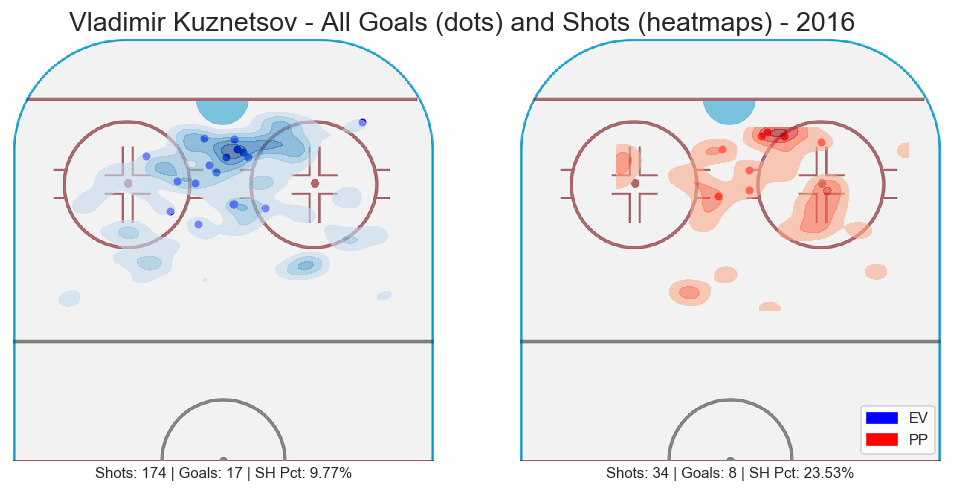 Vladimir Kuznetsov - All Goals (dots) and Shots (heatmaps) - 2016
EV
PP
Shots: 174 | Goals: 17 | SH Pct: 9.77%
Shots: 34 | Goals: 8 | SH Pct: 23.53%